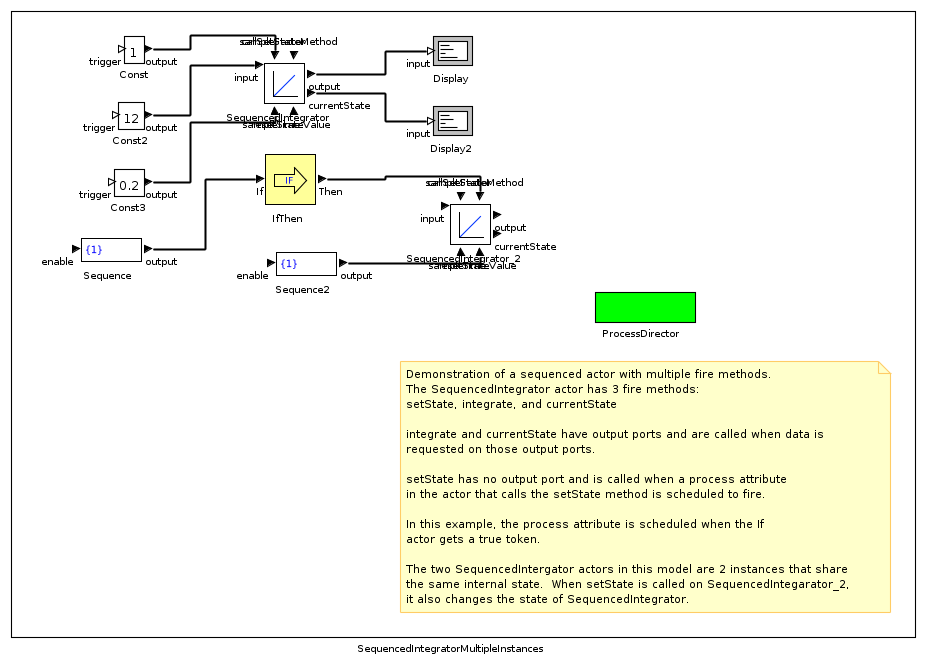 1
trigger
output
Const
12
trigger
output
Const2
0.2
trigger
output
Const3
input
output
currentState
SequencedIntegrator
input
Display
input
Display2
{1}
enable
output
Sequence
IF
If
Then
IfThen
{1}
enable
output
Sequence2
input
output
currentState
SequencedIntegrator_2
ProcessDirector
Demonstration of a sequenced actor with multiple fire methods.
The SequencedIntegrator actor has 3 fire methods:
setState, integrate, and currentState
integrate and currentState have output ports and are called when data is
requested on those output ports.
setState has no output port and is called when a process attribute
in the actor that calls the setState method is scheduled to fire.
In this example, the process attribute is scheduled when the If
actor gets a true token.
The two SequencedIntergator actors in this model are 2 instances that share
the same internal state.  When setState is called on SequencedIntegarator_2,
it also changes the state of SequencedIntegrator.
SequencedIntegratorMultipleInstances